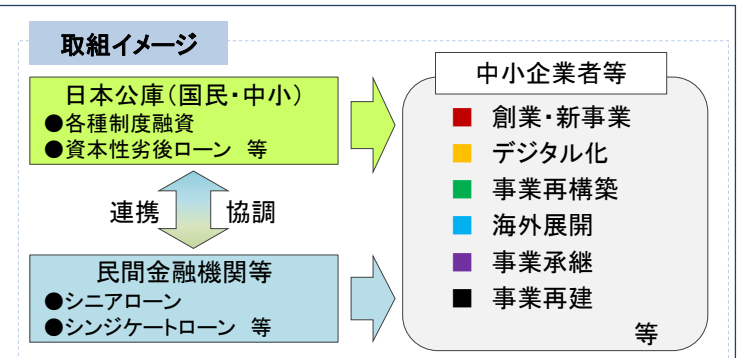 取組イメージ
日本公庫（国民・中小）
●各種制度融資
●資本性劣後ローン 等
連携 協調
民間金融機関等
●シニアローン
●シンジケートローン 等
中小企業者等
■ 創業・新事業
■ デジタル化
■ 事業再構築
■ 海外展開
■ 事業承継
■ 事業再建
等